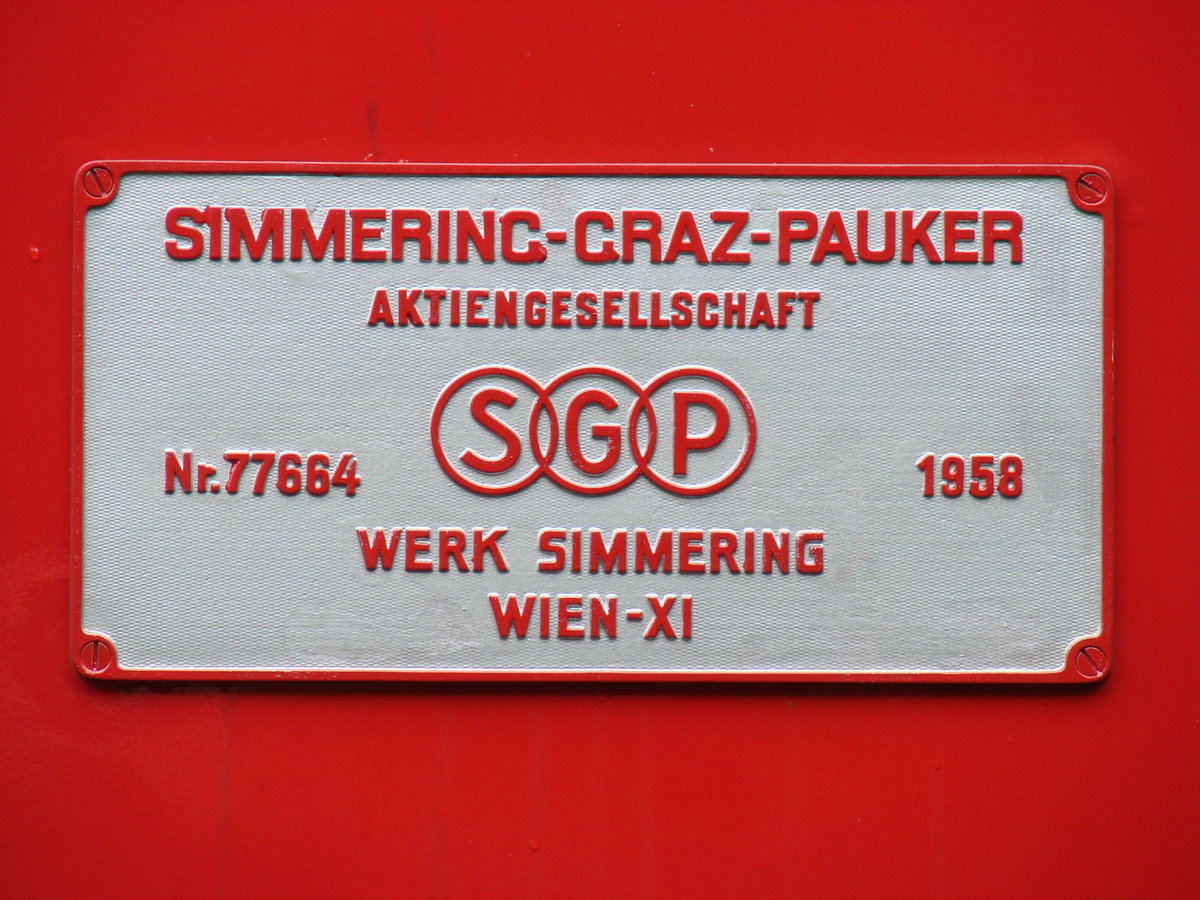 SIMMERING-GRAZ-PAUKER
AKTIENGESELLSCHAFT
SGP
Nr.77664 1958
WERK SIMMERING
WIEN-XI